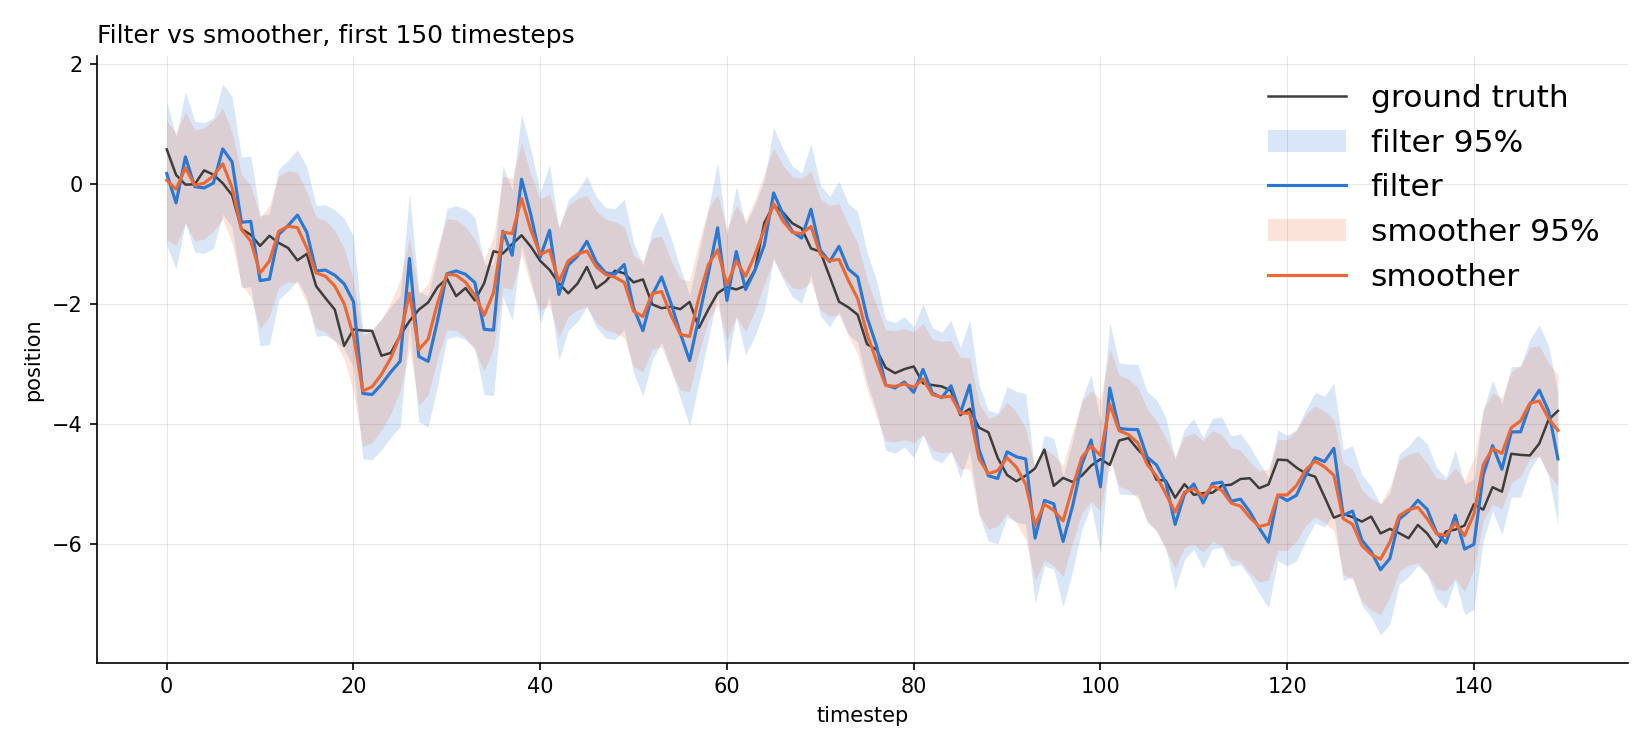 Filter vs smoother, first 150 timesteps
2
0
−2
−4
−6
position
0
20
40
60
80
100
120
140
timestep
ground truth
filter 95%
filter
smoother 95%
smoother